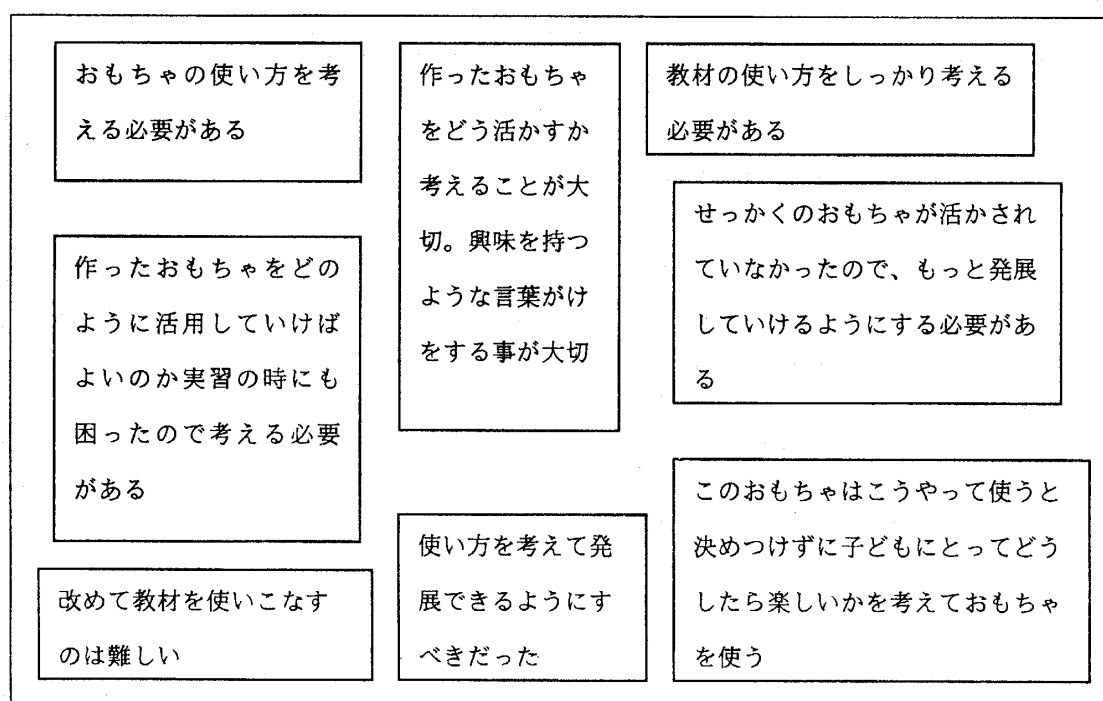 おもちゃの使い方を考
える必要がある
作ったおもちゃをどの
ように活用していけば
よいのか実習の時にも
困ったので考える必要
がある
改めて教材を使いこなす
のは難しい
作ったおもちゃ
をどう活かすか
考えることが大
切。興味を持つ
ような言葉がけ
をする事が大切
使い方を考えて発
展できるようにす
べきだった
教材の使い方をしっかり考える
必要がある
せっかくのおもちゃが活かされ
ていなかったので、もっと発展
していけるようにする必要があ
る
このおもちゃはこうやって使うと
決めつけずに子どもにとってどう
したら楽しいかを考えておもちゃ
を使う